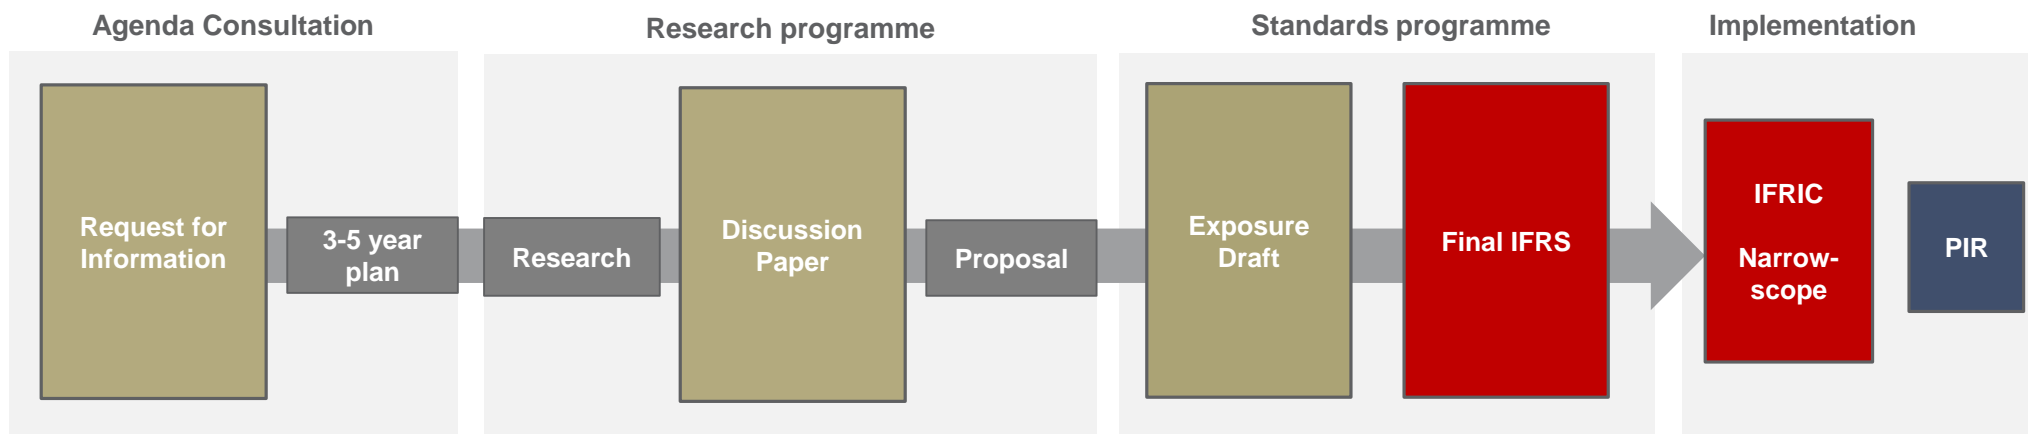 Agenda Consultation
Research programme
Standards programme
Implementation
Request for
Information
3-5 year
plan
Research
Discussion
Paper
Proposal
Exposure
Draft
Final IFRS
IFRIC
Narrow-
scope
PIR